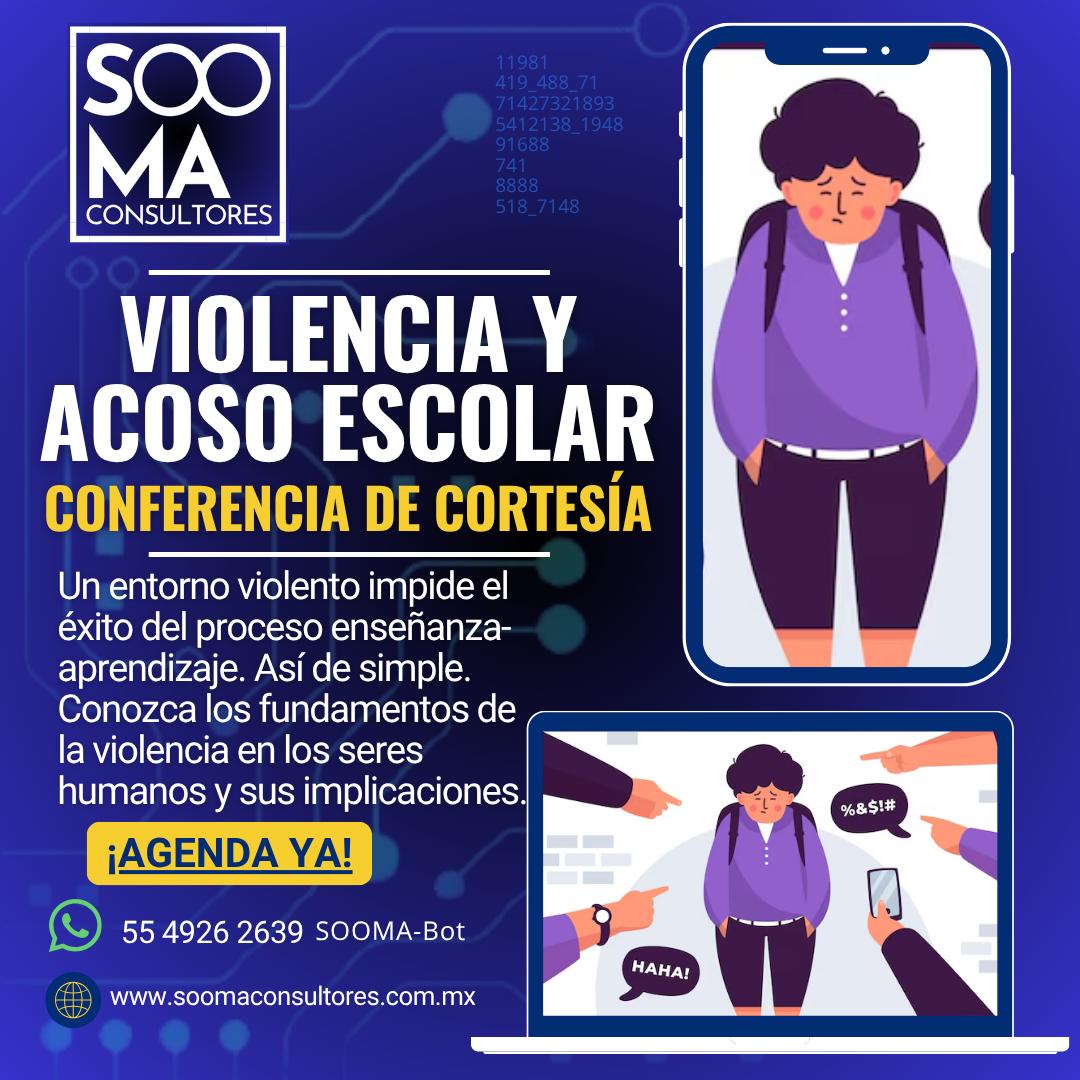 SOO
MA
CONSULTORES
11981
419_488_71
71427321893
5412138_1948
91688
741
8888
518_7148
VIOLENCIA Y
ACOSO ESCOLAR
CONFERENCIA DE CORTESÍA
Un entorno violento impide el
éxito del proceso enseñanza-
aprendizaje. Así de simple.
Conozca los fundamentos de
la violencia en los seres
humanos y sus implicaciones.
¡AGENDA YA!
55 4926 2639 SOOMA-Bot
www.soomaconsultores.com.mx
%&$!#
HAHA!